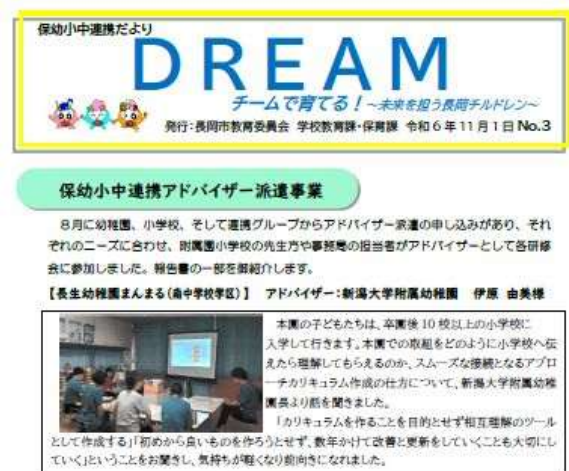 保幼小中連携だより
DREAM
チームで育てる！～未来を担う長岡チルドレン～
発行：長岡市教育委員会 学校教育課・保育課 令和６年11月１日 No.3
保幼小中連携アドバイザー派遣事業
８月に幼稚園、小学校、そして連携グループからアドバイザー派遣の申し込みがあり、それ
ぞれのニーズに合わせ、附属園小学校の先生方や事務局の担当者がアドバイザーとして各研修
会に参加しました。報告書の一部を御紹介します。
【長生幼稚園まんまる（南中学校学区）】 アドバイザー：新潟大学附属幼稚園 伊原 由美様
本園の子どもたちは、卒園後 10 校以上の小学校に
入学して行きます。本園での取組をどのように小学校へ伝
えたら理解してもらえるのか、スムーズな接続となるアプロ
ーチカリキュラム作成の仕方について、新潟大学附属幼稚
園長より話を聞きました。
「カリキュラムを作ることを目的とせず相互理解のツール
として作成する」「初めから良いものを作ろうとせず、数年かけて改善と更新をしていくことも大切にし
ていく」ということをお聞きし、気持ちが軽くなり前向きになれました。